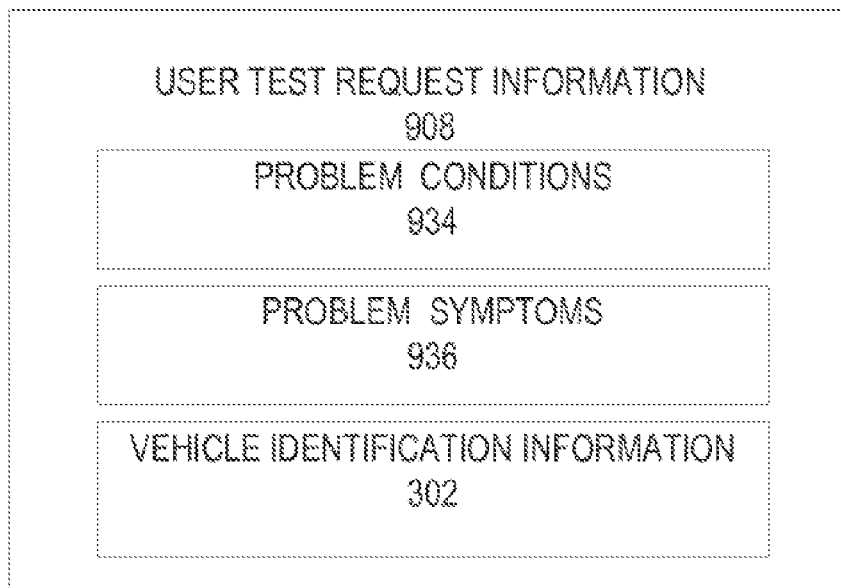 USER TEST REQUEST INFORMATION
908
PROBLEM CONDITIONS
934
PROBLEM SYMPTOMS
936
VEHICLE IDENTIFICATION INFORMATION
302